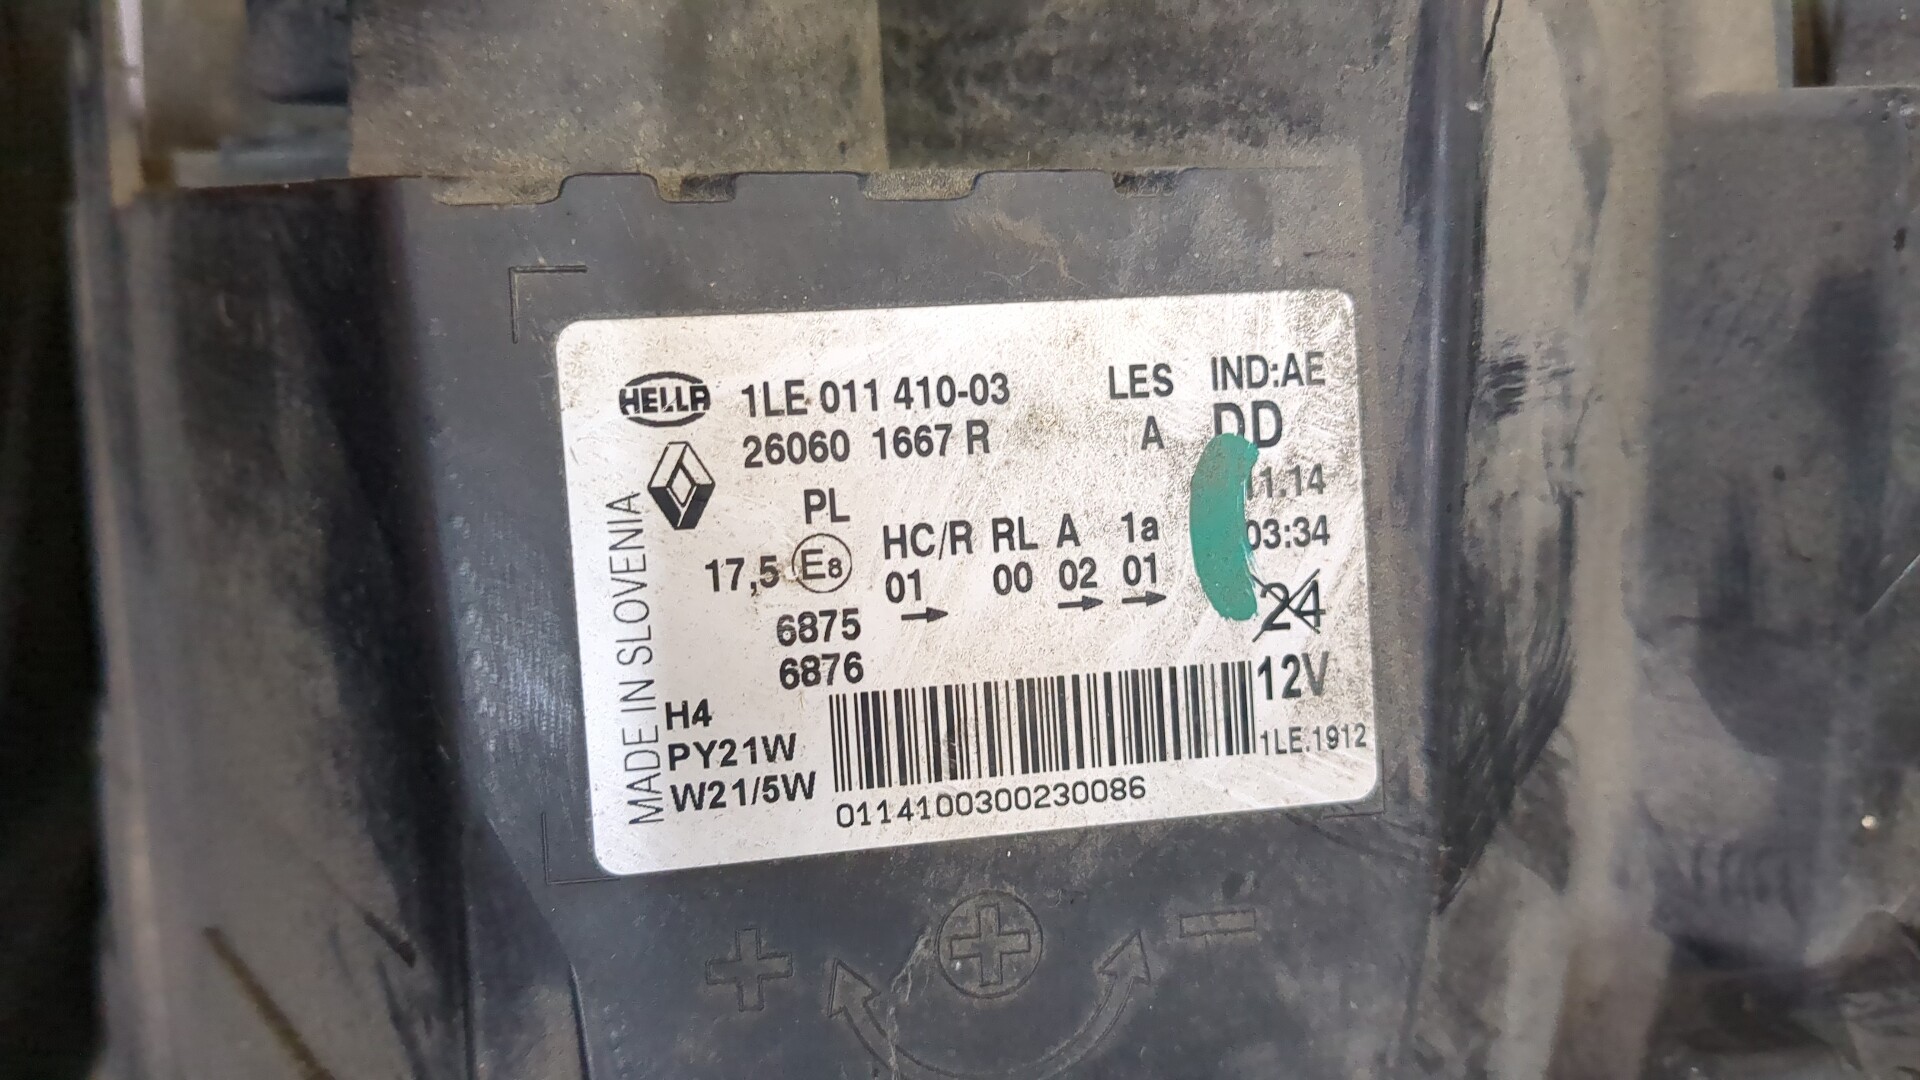 HELLA 1LE 011 410-03 LES IND:AE
26060 1667 R A DD
PL 11.14
HC/R RL A 1a 03:34
17,5 E8 01 00 02 01
→ → →
24
6875
6876
12V
H4
PY21W
W21/5W
1LE.1912
0114100300230086
MADE IN SLOVENIA